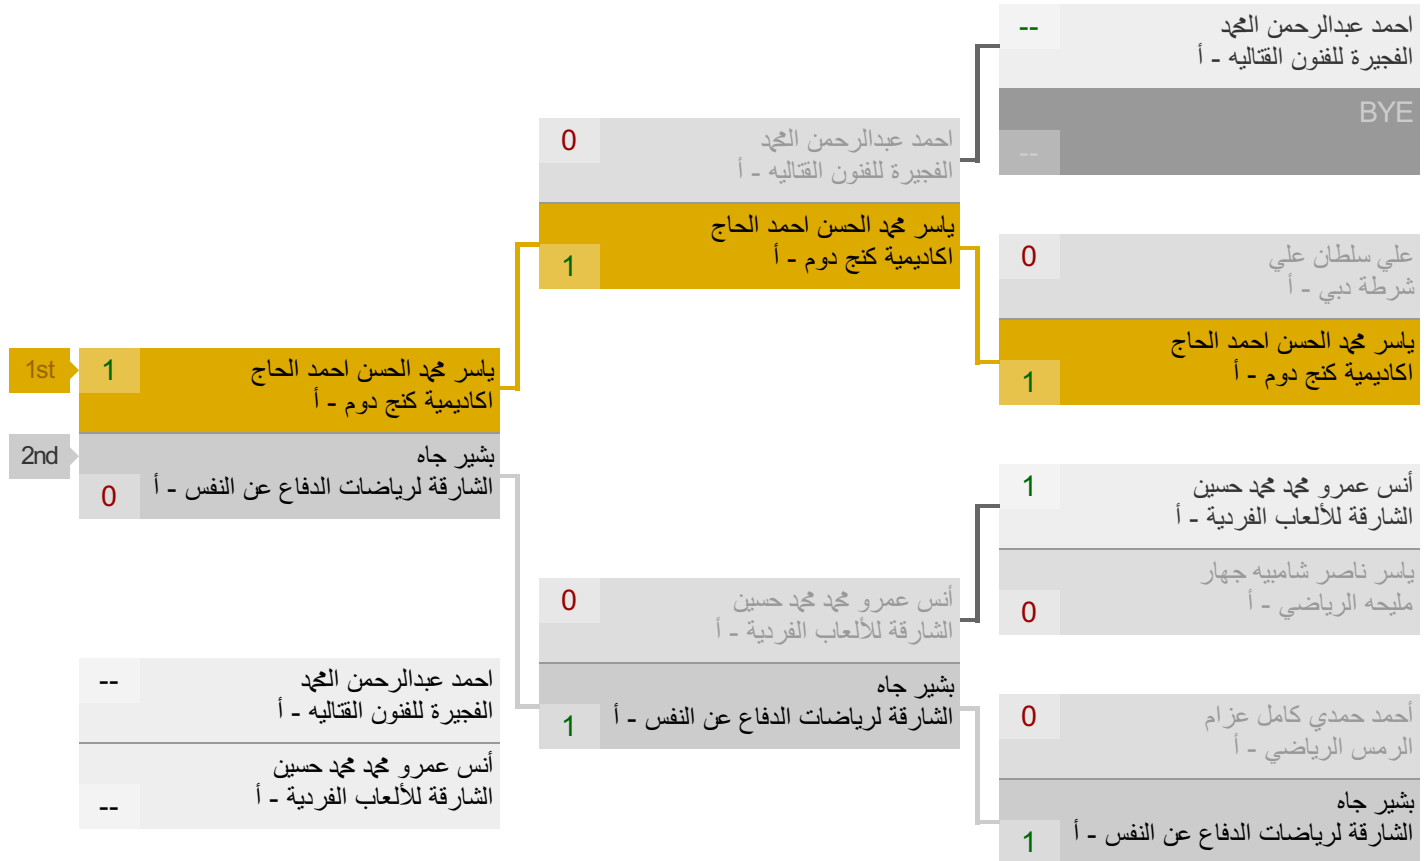 --
احمد عبدالرحمن المحمد
الفجيرة للفنون القتاليه - أ
BYE
--
0
احمد عبدالرحمن المحمد
الفجيرة للفنون القتاليه - أ
ياسر محمد الحسن احمد الحاج
اكاديمية كنج دوم - أ
1
0
علي سلطان علي
شرطة دبي - أ
ياسر محمد الحسن احمد الحاج
اكاديمية كنج دوم - أ
1
1st
1
ياسر محمد الحسن احمد الحاج
اكاديمية كنج دوم - أ
2nd
بشير جاه
الشارقة لرياضات الدفاع عن النفس - أ
0
1
أنس عمرو محمد محمد حسين
الشارقة للألعاب الفردية - أ
ياسر ناصر شامبيه جهار
مليحه الرياضي - أ
0
0
أنس عمرو محمد محمد حسين
الشارقة للألعاب الفردية - أ
بشير جاه
الشارقة لرياضات الدفاع عن النفس - أ
1
--
احمد عبدالرحمن المحمد
الفجيرة للفنون القتاليه - أ
أنس عمرو محمد محمد حسين
الشارقة للألعاب الفردية - أ
--
0
أحمد حمدي كامل عزام
الرمس الرياضي - أ
بشير جاه
الشارقة لرياضات الدفاع عن النفس - أ
1